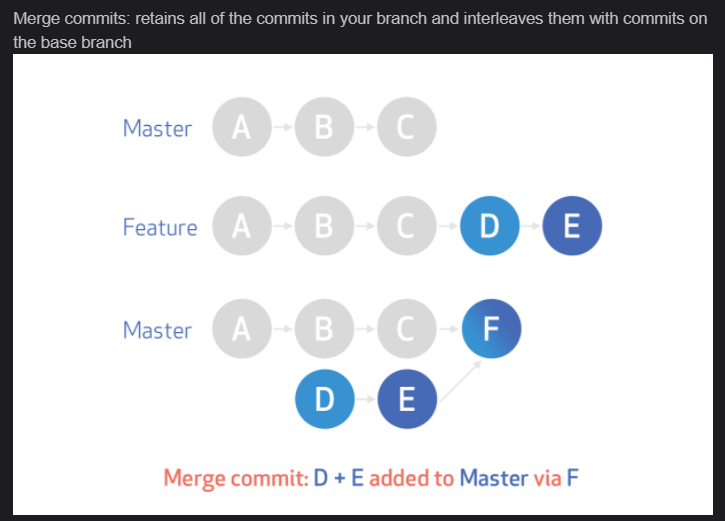 Merge commits: retains all of the commits in your branch and interleaves them with commits on
the base branch
Master A B C
Feature A B C D E
Master A B C F
D E
Merge commit: D + E added to Master via F